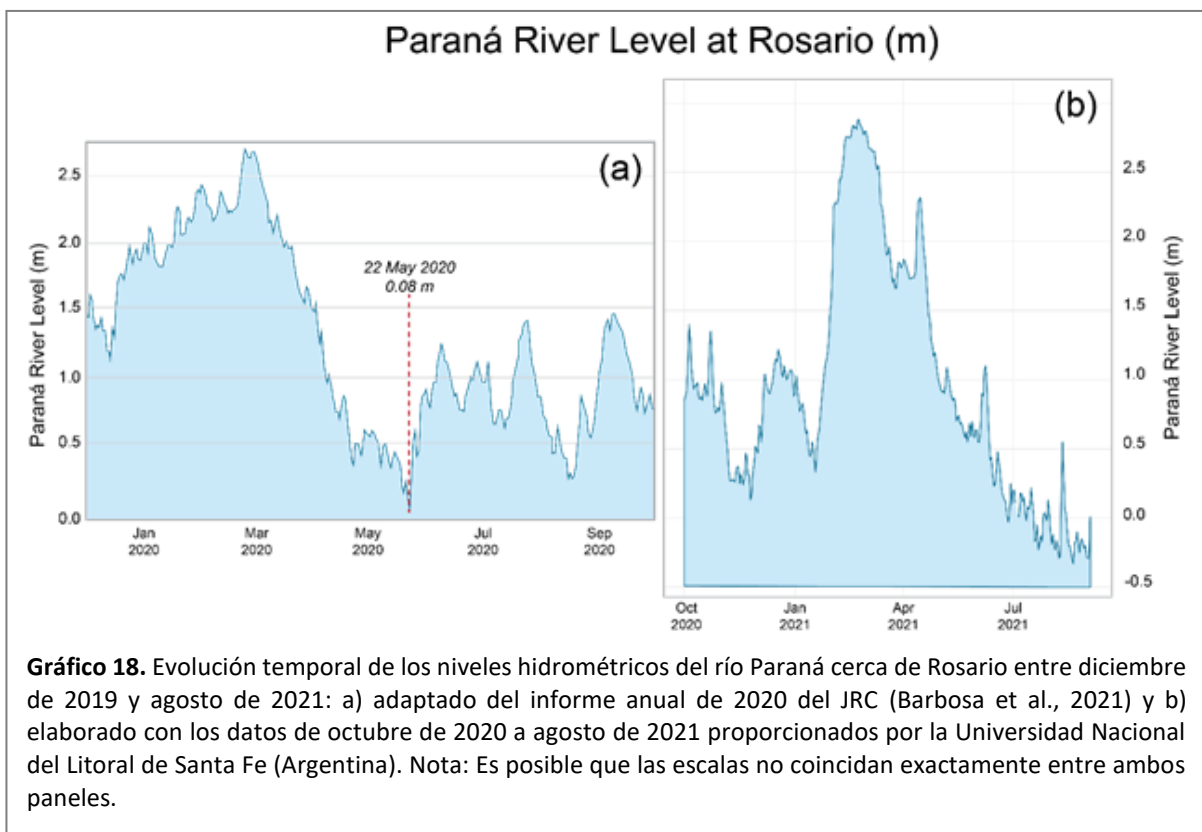 Paraná River Level at Rosario (m)
(a)
Paraná River Level (m)
2.5
2.0
1.5
1.0
0.5
0.0
22 May 2020
0.08 m
Jan
2020
Mar
2020
May
2020
Jul
2020
Sep
2020
(b)
2.5
2.0
1.5
1.0
0.5
0.0
-0.5
Paraná River Level (m)
Oct
2020
Jan
2021
Apr
2021
Jul
2021
Gráfico 18. Evolución temporal de los niveles hidrométricos del río Paraná cerca de Rosario entre diciembre
de 2019 y agosto de 2021: a) adaptado del informe anual de 2020 del JRC (Barbosa et al., 2021) y b)
elaborado con los datos de octubre de 2020 a agosto de 2021 proporcionados por la Universidad Nacional
del Litoral de Santa Fe (Argentina). Nota: Es posible que las escalas no coincidan exactamente entre ambos
paneles.